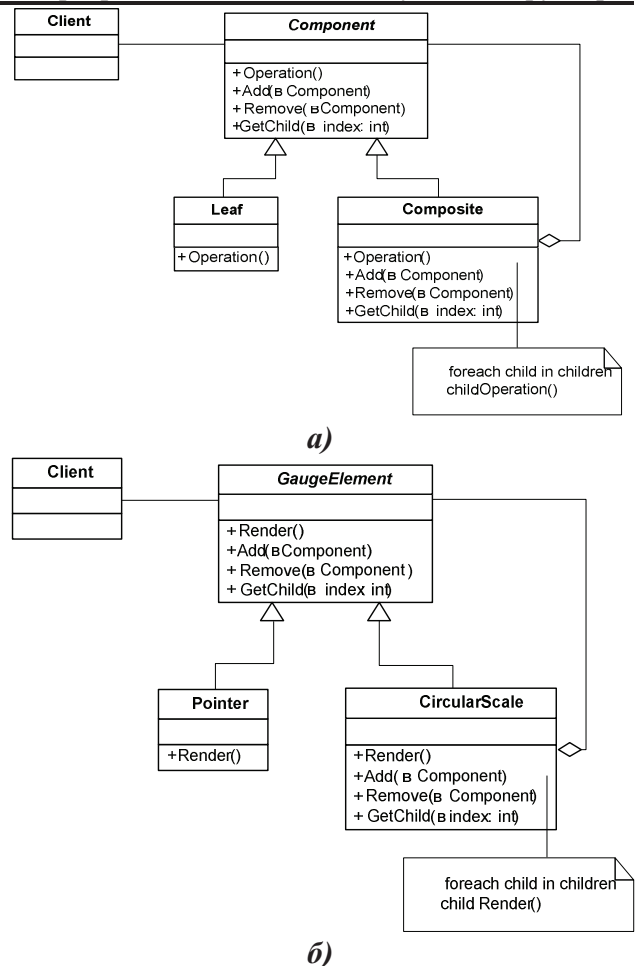 Client
Component
+Operation()
+Add(в Component)
+ Remove( вComponent)
+GetChild(в index: int)
Leaf
+Operation()
Composite
+Operation()
+Add(в Component)
+Remove(в Component)
+GetChild(в index: int)
foreach child in children
childOperation()
а)
Client
GaugeElement
+Render()
+Add(вComponent)
+ Remove(в Component)
+ GetChild(в index int)
Pointer
+Render()
CircularScale
+Render()
+Add( в Component)
+ Remove(в Component)
+ GetChild(в index: int)
foreach child in children
child Render()
б)